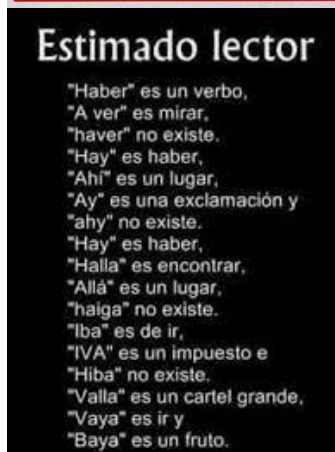 Estimado lector
"Haber" es un verbo,
"A ver" es mirar,
"haver" no existe.
"Hay" es haber,
"Ahí" es un lugar,
"Ay" es una exclamación y
"ahy" no existe.
"Hay" es haber,
"Halla" es encontrar,
"Allá" es un lugar,
"haiga" no existe.
"Iba" es de ir,
"IVA" es un impuesto e
"Hiba" no existe.
"Valla" es un cartel grande,
"Vaya" es ir y
"Baya" es un fruto.